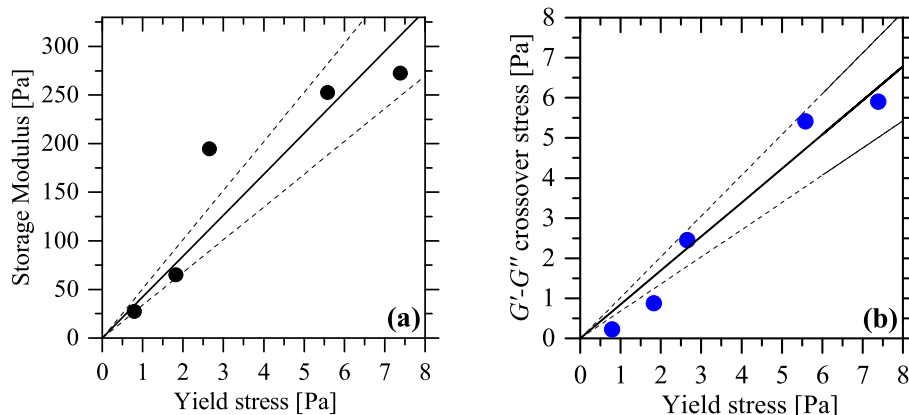 300
250
200
150
100
50
0
Storage Modulus [Pa]
(a)
0 1 2 3 4 5 6 7 8
Yield stress [Pa]
8
7
6
5
4
3
2
1
0
G′-G″ crossover stress [Pa]
(b)
0 1 2 3 4 5 6 7 8
Yield stress [Pa]